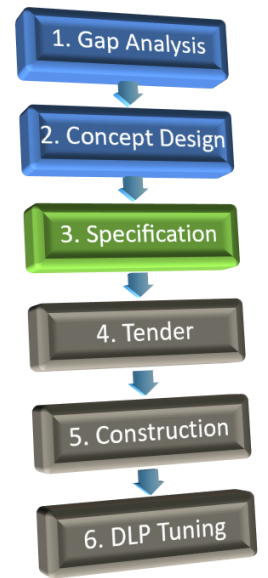 1. Gap Analysis
2. Concept Design
3. Specification
4. Tender
5. Construction
6. DLP Tuning